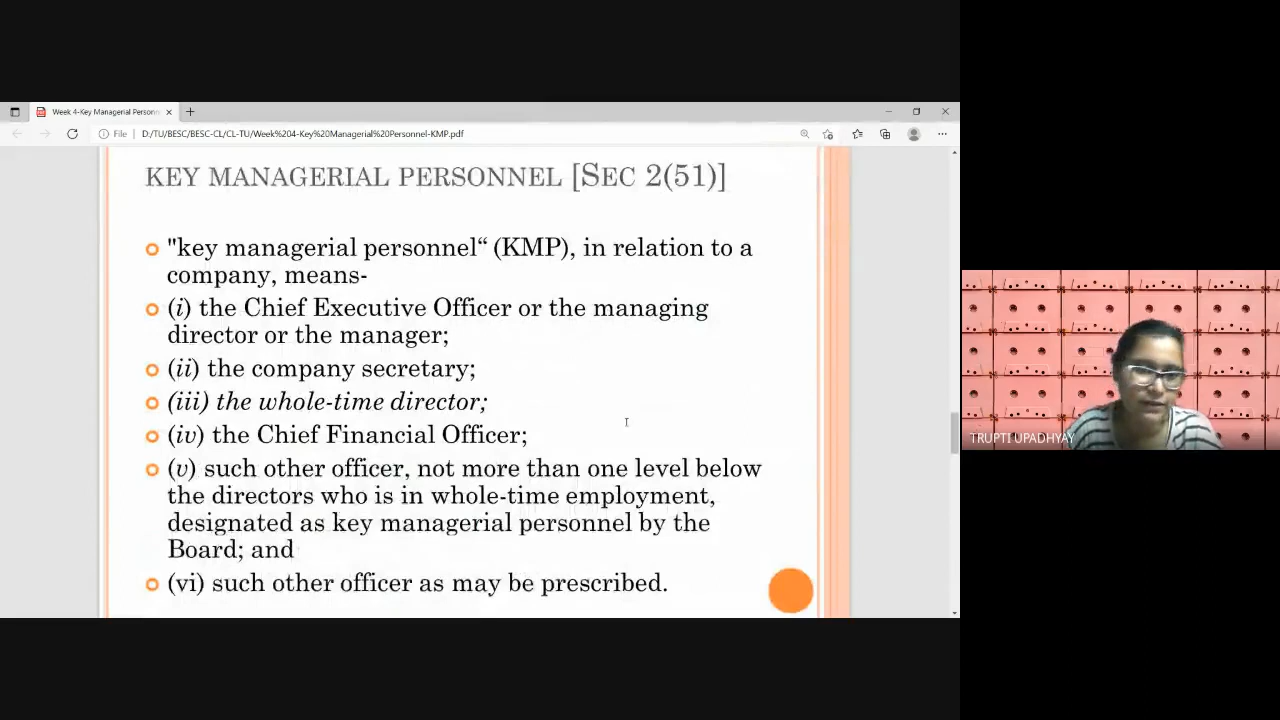 Week 4-Key Managerial Personn
File
D:/TU/BESC/BESC-CL/CL-TU/Week%204-Key%20Managerial%20Personnel-KMP.pdf
KEY MANAGERIAL PERSONNEL [SEC 2(51)]
"key managerial personnel“ (KMP), in relation to a
company, means-
(i) the Chief Executive Officer or the managing
director or the manager;
(ii) the company secretary;
(iii) the whole-time director;
(iv) the Chief Financial Officer;
(v) such other officer, not more than one level below
the directors who is in whole-time employment,
designated as key managerial personnel by the
Board; and
(vi) such other officer as may be prescribed.
TRUPTI UPADHYAY